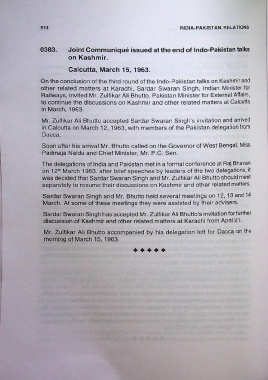 974 INDIA-PAKISTAN RELATIONS
0383. Joint Communiqué issued at the end of Indo-Pakistan talks
on Kashmir.
Calcutta, March 15, 1963.
On the conclusion of the third round of the Indo-Pakistan talks on Kashmir and
other related matters at Karachi, Sardar Swaran Singh, Indian Minister for
Railways, invited Mr. Zulfikar Ali Bhutto, Pakistan Minister for External Affairs,
to continue the discussions on Kashmir and other related matters at Calcutta
in March, 1963.
Mr. Zulfikar Ali Bhutto accepted Sardar Swaran Singh's invitation and arrived
in Calcutta on March 12, 1963, with members of the Pakistan delegation from
Dacca.
Soon after his arrival Mr. Bhutto called on the Governor of West Bengal, Miss
Padmaja Naidu and Chief Minister, Mr. P.C. Sen.
The delegations of India and Pakistan met in a formal conference at Raj Bhavan
on 12th March 1963. after brief speeches by leaders of the two delegations, it
was decided that Sardar Swaran Singh and Mr. Zulfikar Ali Bhutto should meet
separately to resume their discussions on Kashmir and other related matters.
Sardar Swaran Singh and Mr. Bhutto held several meetings on 12, 13 and 14
March. At some of these meetings they were assisted by their advisers.
Sardar Swaran Singh has accepted Mr. Zulfikar Ali Bhutto's invitation for further
discussion of Kashmir and other related matters at Karachi from April 21.
Mr. Zulfikar Ali Bhutto accompanied by his delegation left for Dacca on the
morning of March 15, 1963.